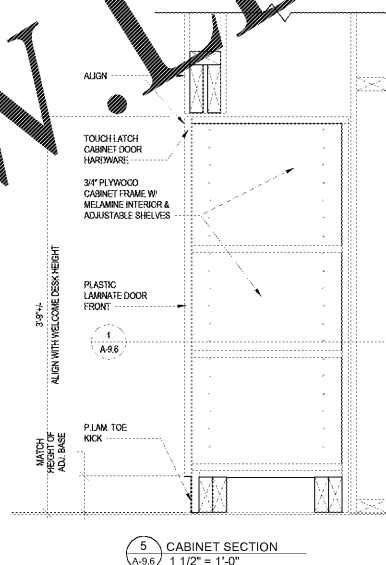 ALIGN
TOUCH LATCH
CABINET DOOR
HARDWARE
3/4" PLYWOOD
CABINET FRAME W/
MELAMINE INTERIOR &
ADJUSTABLE SHELVES
3'-8"+/-
ALIGN WITH WELCOME DESK HEIGHT
PLASTIC
LAMINATE DOOR
FRONT
1
A-9.6
MATCH
HEIGHT OF
ADJ. BASE
P.LAM. TOE
KICK
5
A-9.6
CABINET SECTION
1 1/2" = 1'-0"